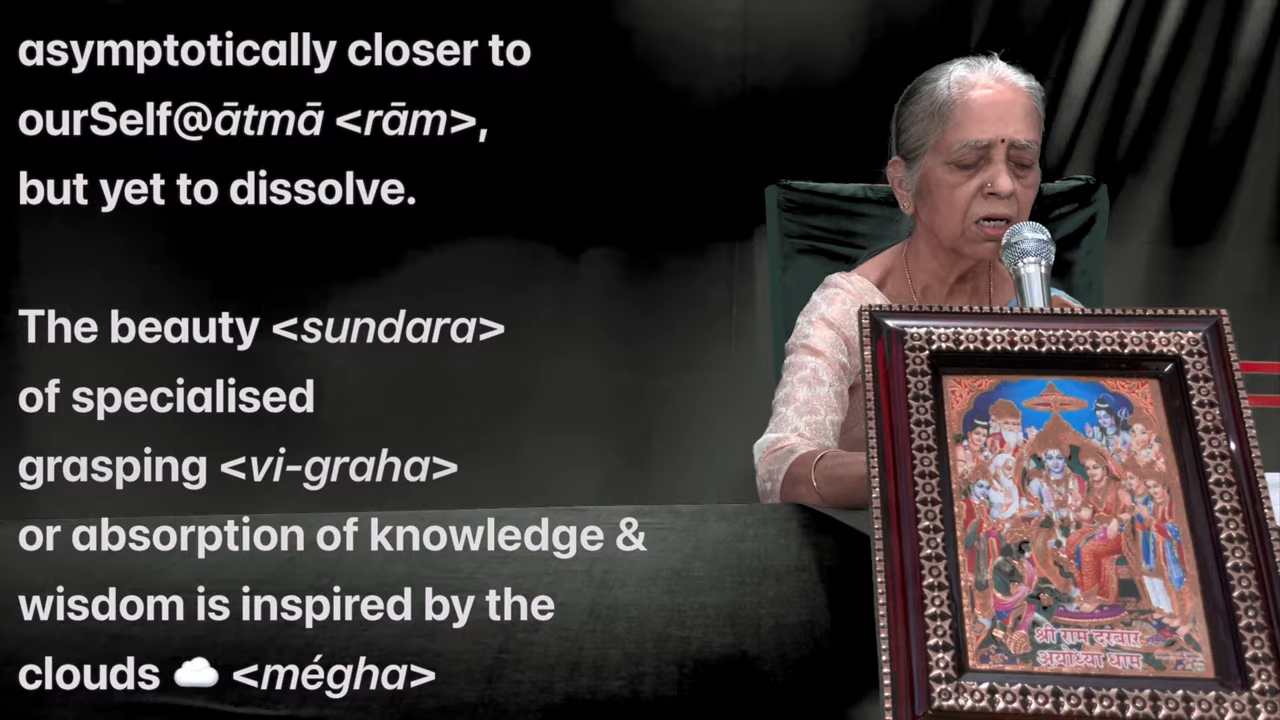 asymptotically closer to
ourSelf@ātmā <rām>,
but yet to dissolve.
The beauty <sundara>
of specialised
grasping <vi-graha>
or absorption of knowledge &
wisdom is inspired by the
clouds ☁️ <mégha>
श्री राम दरबार
अयोध्या धाम